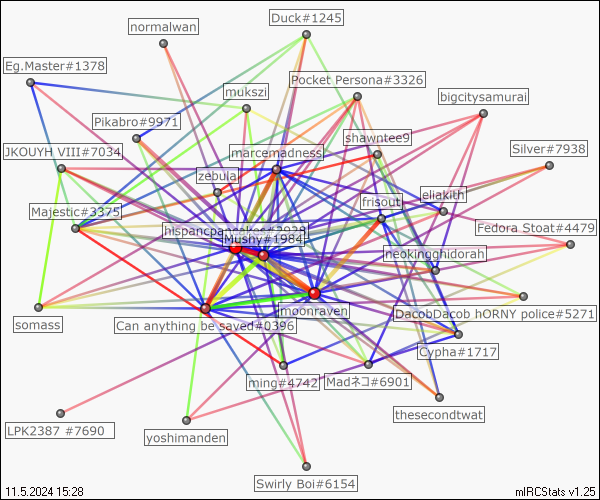 Duck#1245
normalwan
Eg.Master#1378
Pocket Persona#3326
mukszi
bigcitysamurai
Pikabro#9971
shawntee9
JKOUYH VIII#7034
marcemadness
Silver#7938
zebula
eliakith
frisout
Majestic#3375
Fedora Stoat#4479
Mushy#1984
neokingghidorah
moonraven
DacobDacob hORNY police#5271
somass
Can anything be saved#0396
Cypha#1717
ming#4742
Madネコ#6901
thesecondtwat
LPK2387 #7690
yoshimanden
Swirly Boi#6154
11.5.2024 15:28
mIRCStats v1.25